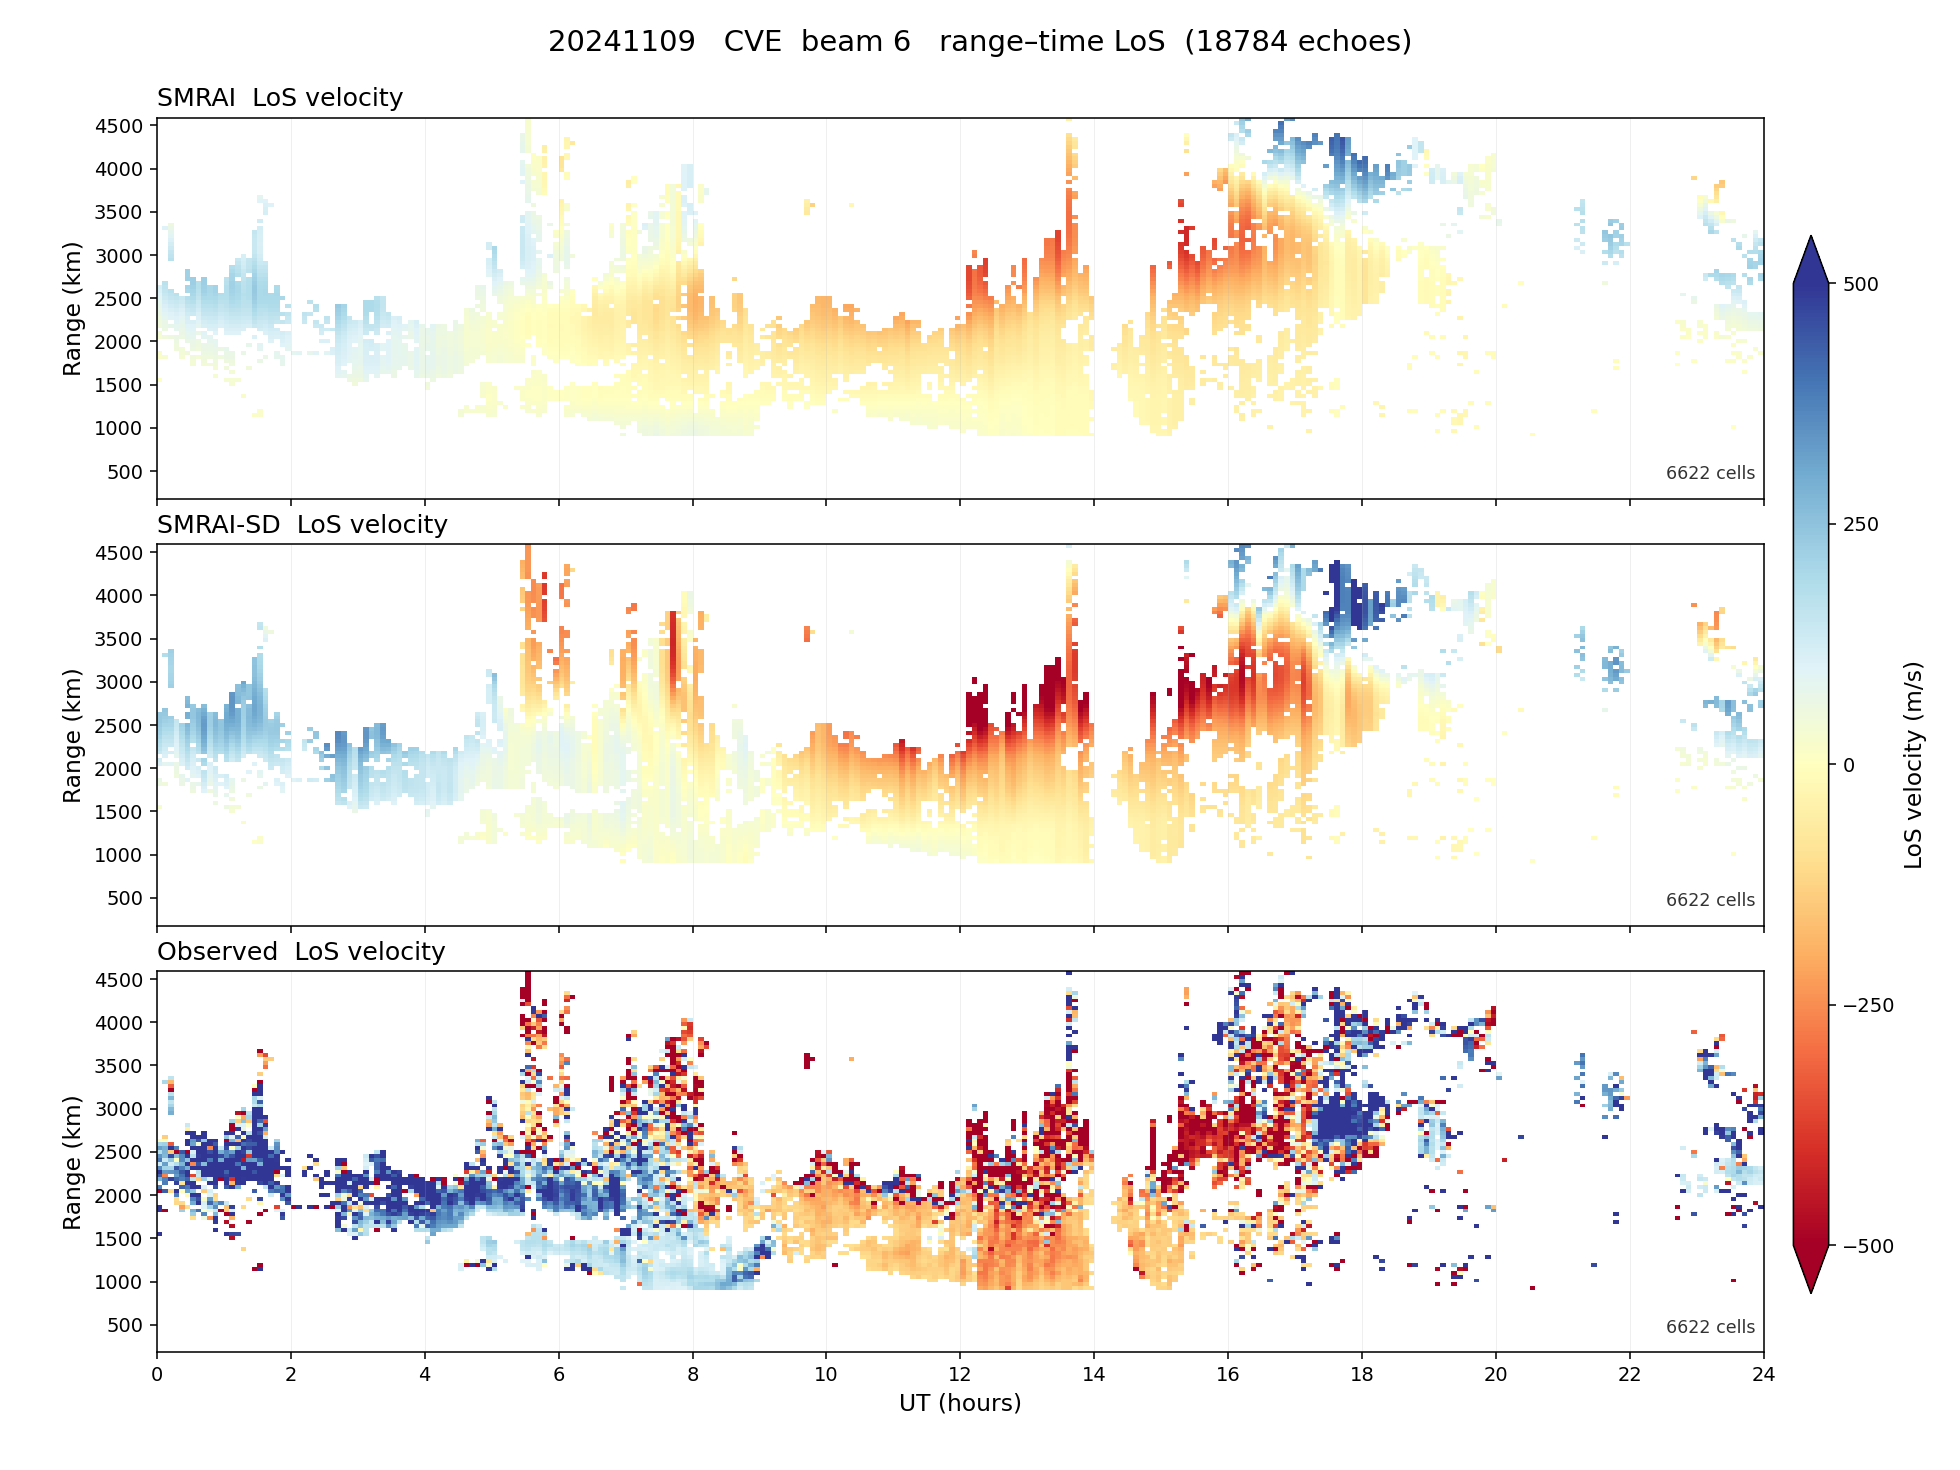 20241109   CVE  beam 6   range–time LoS  (18784 echoes)
SMRAI  LoS velocity
4500
4000
3500
3000
2500
2000
1500
1000
500
Range (km)
6622 cells
SMRAI-SD  LoS velocity
4500
4000
3500
3000
2500
2000
1500
1000
500
Range (km)
6622 cells
Observed  LoS velocity
4500
4000
3500
3000
2500
2000
1500
1000
500
Range (km)
6622 cells
0 2 4 6 8 10 12 14 16 18 20 22 24
UT (hours)
500
250
0
−250
−500
LoS velocity (m/s)